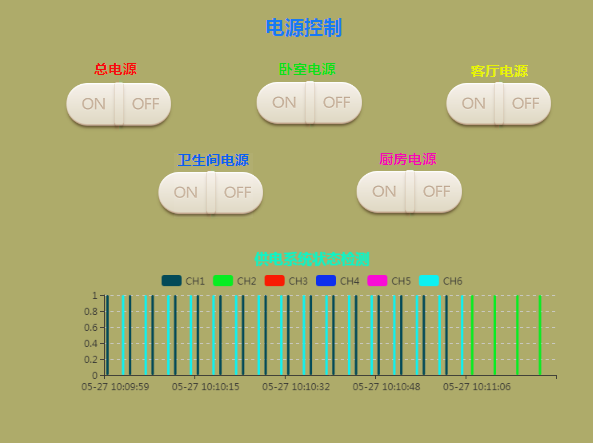 电源控制
总电源 卧室电源 客厅电源
ON OFF ON OFF ON OFF
卫生间电源 厨房电源
ON OFF ON OFF
供电系统状态检测
CH1 CH2 CH3 CH4 CH5 CH6
1
0.8
0.6
0.4
0.2
0
05-27 10:09:59 05-27 10:10:15 05-27 10:10:32 05-27 10:10:48 05-27 10:11:06